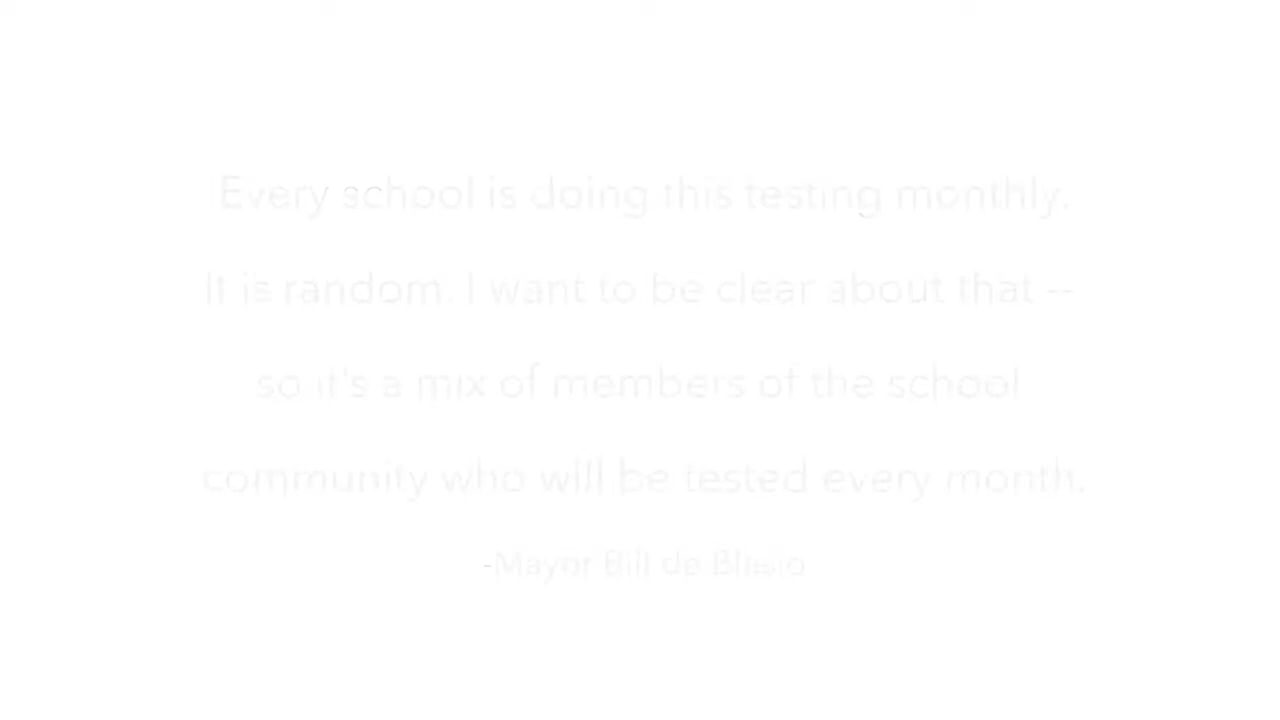 Every school is doing this testing monthly.
It is random. I want to be clear about that --
so it's a mix of members of the school
community who will be tested every month.
-Mayor Bill de Blasio